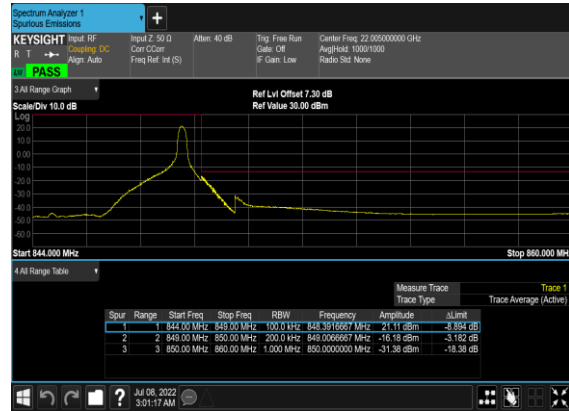 Spectrum Analyzer 1
Spurious Emissions
+
KEYSIGHT Input: RF Input Z: 50 Ω Atten: 40 dB Trig: Free Run Center Freq: 22.005000000 GHz
R T Coupling: DC Corr CCorr Gate: Off Avg|Hold: 1000/1000
Align: Auto Freq Ref: Int (S) IF Gain: Low Radio Std: None
LW PASS
3 All Range Graph
Ref Lvl Offset 7.30 dB
Scale/Div 10.0 dB Ref Value 30.00 dBm
Log
20.0
10.0
0.00
-10.0
-20.0
-30.0
-40.0
-50.0
-60.0
Start 844.000 MHz Stop 860.000 MH
4 All Range Table
Measure Trace Trace 1
Trace Type Trace Average (Active)
Spur Range Start Freq Stop Freq RBW Frequency Amplitude ΔLimit
1 1 844.00 MHz 849.00 MHz 100.0 kHz 848.3916667 MHz 21.11 dBm -8.894 dB
2 2 849.00 MHz 850.00 MHz 200.0 kHz 849.0066667 MHz -16.18 dBm -3.182 dB
3 3 850.00 MHz 860.00 MHz 1.000 MHz 850.0000000 MHz -31.38 dBm -18.38 dB
? Jul 08, 2022
3:01:17 AM